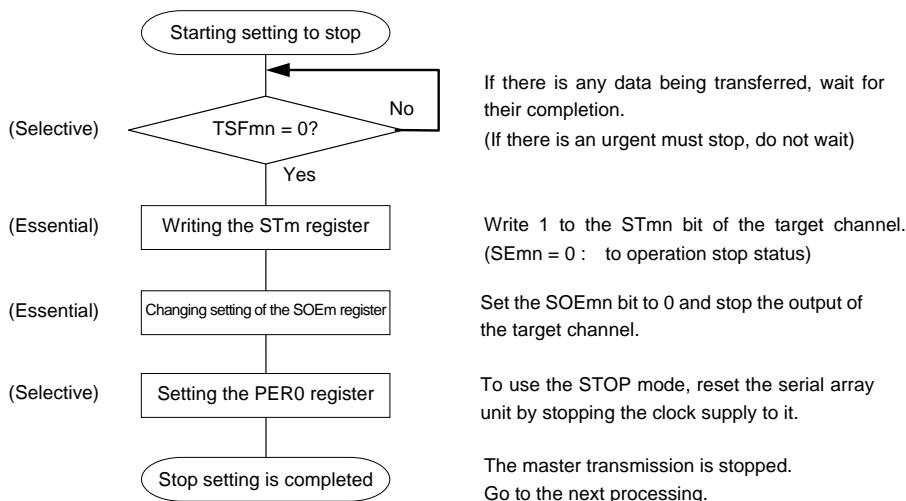 Starting setting to stop
If there is any data being transferred, wait for
their completion.
(If there is an urgent must stop, do not wait)
No
(Selective)
TSFmn = 0?
Yes
(Essential)
Writing the STm register
Write 1 to the STmn bit of the target channel.
(SEmn = 0 : to operation stop status)
(Essential)
Changing setting of the SOEm register
Set the SOEmn bit to 0 and stop the output of
the target channel.
(Selective)
Setting the PER0 register
To use the STOP mode, reset the serial array
unit by stopping the clock supply to it.
Stop setting is completed
The master transmission is stopped.
Go to the next processing.